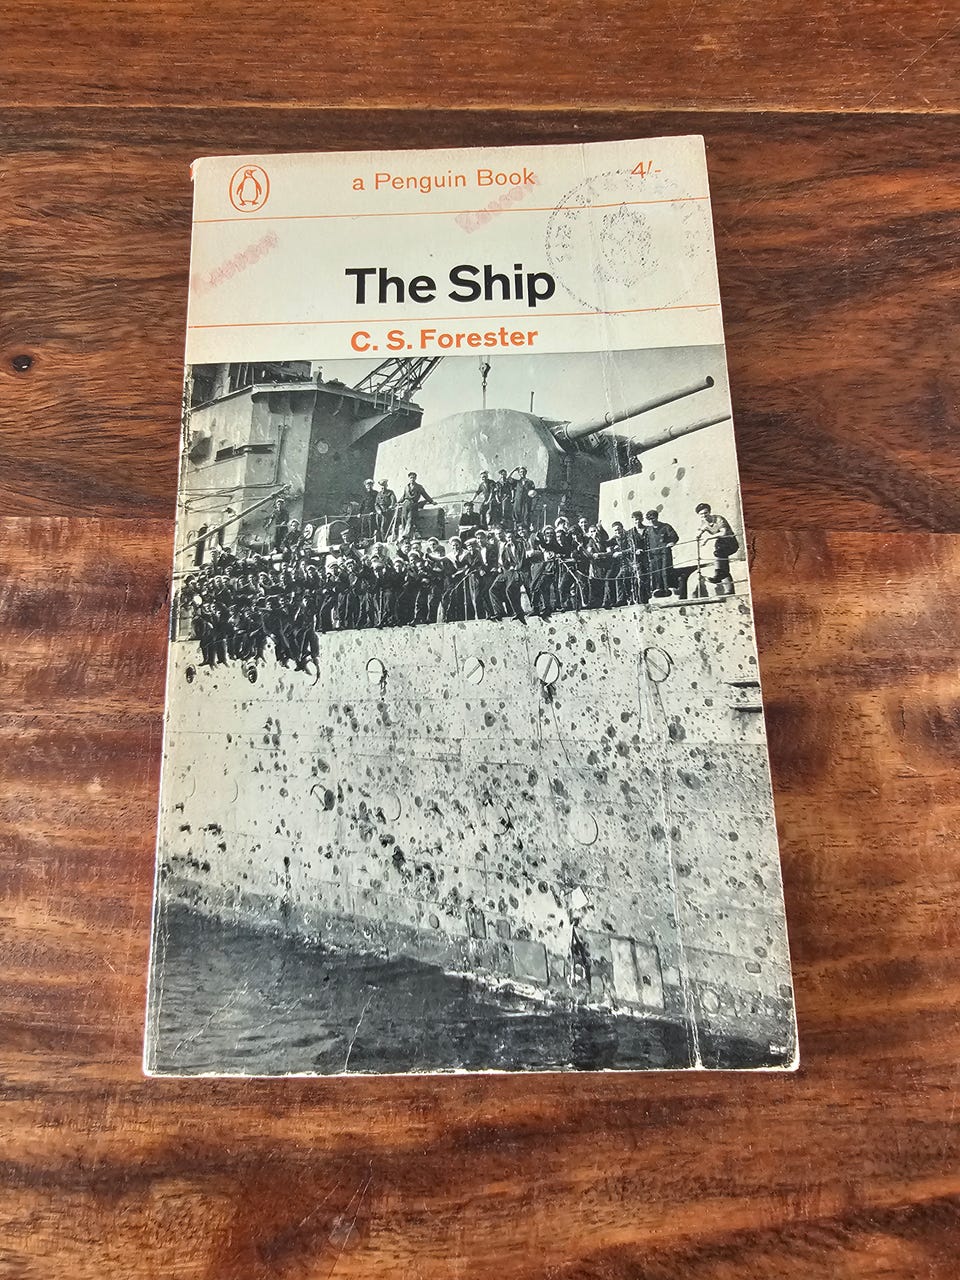 a Penguin Book
4/-
The Ship
C. S. Forester